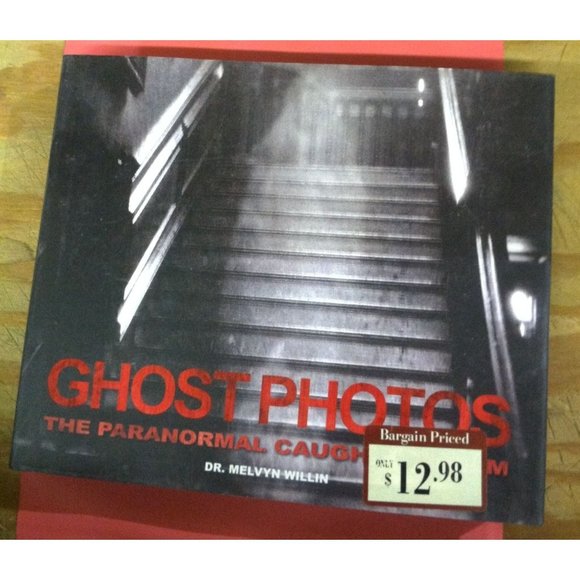 GHOST PHOTOS
THE PARANORMAL CAUGH M
DR. MELVYN WILLIN
Bargain Priced
ONLY
$12.98